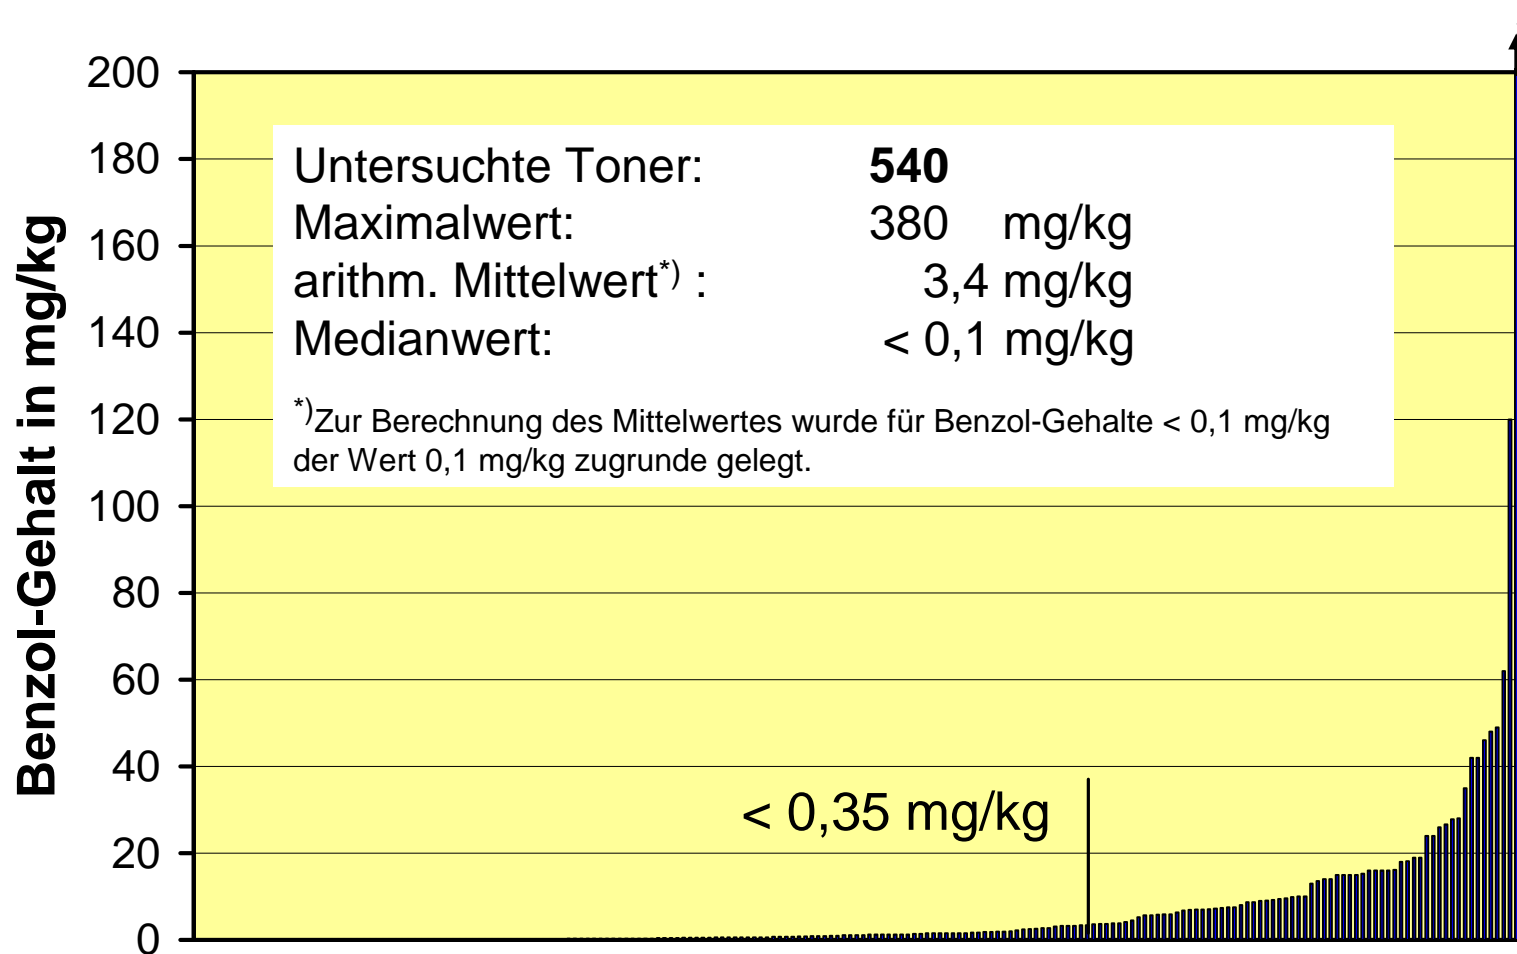 200
180
160
140
120
100
80
60
40
20
0
Benzol-Gehalt in mg/kg
Untersuchte Toner: 540
Maximalwert: 380 mg/kg
arithm. Mittelwert*) : 3,4 mg/kg
Medianwert: < 0,1 mg/kg
*)Zur Berechnung des Mittelwertes wurde für Benzol-Gehalte < 0,1 mg/kg
der Wert 0,1 mg/kg zugrunde gelegt.
< 0,35 mg/kg